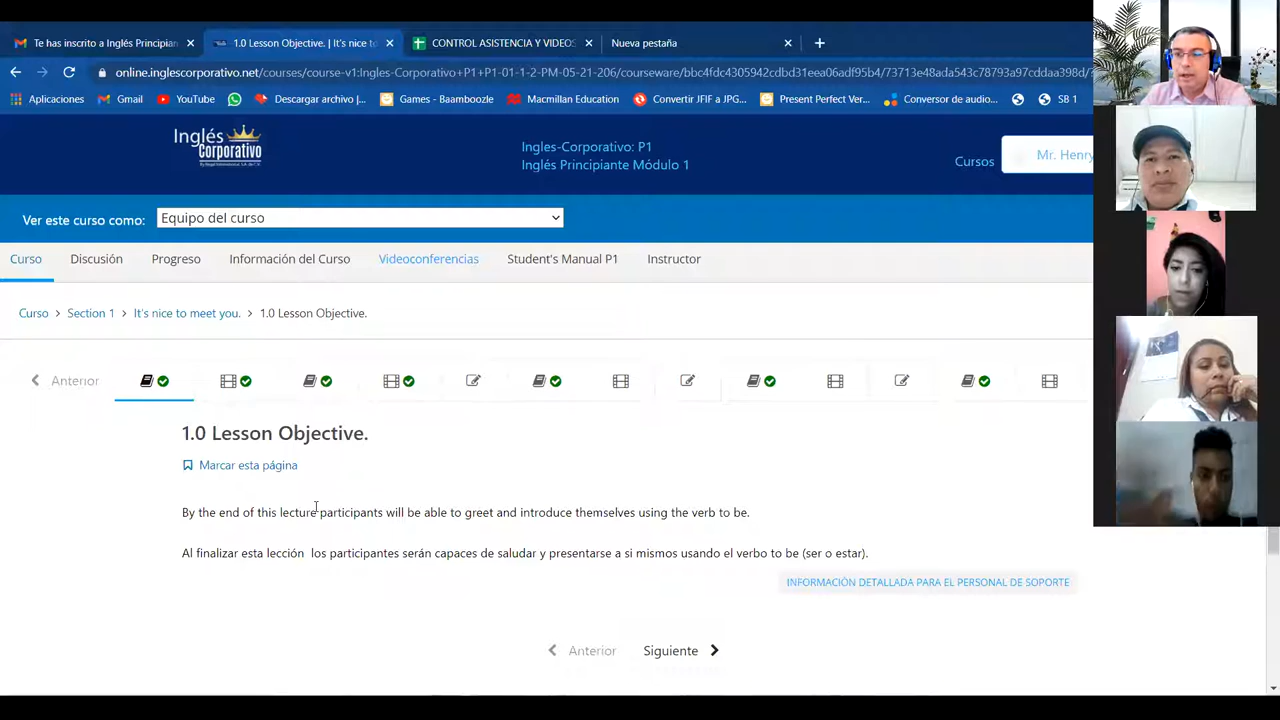 Te has inscrito a Inglés Principian
1.0 Lesson Objective. | It's nice to
CONTROL ASISTENCIA Y VIDEOS
Nueva pestaña
online.inglescorporativo.net/courses/course-v1:Ingles-Corporativo+P1+P1-01-1-2-PM-05-21-206/courseware/bbc4fdc4305942cdbd31eea06adf95b4/73713e48ada543c78793a97cddaa398d/
Aplicaciones
Gmail
YouTube
Descargar archivo |...
Games - Baamboozle
Macmillan Education
Convertir JFIF a JPG...
Present Perfect Ver...
Conversor de audio...
SB 1
Inglés
Corporativo
Ingles-Corporativo: P1
Inglés Principiante Módulo 1
Cursos
Mr. Henry
Ver este curso como:
Equipo del curso
Curso
Discusión
Progreso
Información del Curso
Videoconferencias
Student's Manual P1
Instructor
Curso > Section 1 > It's nice to meet you. > 1.0 Lesson Objective.
Anterior
1.0 Lesson Objective.
Marcar esta página
By the end of this lecture participants will be able to greet and introduce themselves using the verb to be.
Al finalizar esta lección los participantes serán capaces de saludar y presentarse a si mismos usando el verbo to be (ser o estar).
INFORMACIÓN DETALLADA PARA EL PERSONAL DE SOPORTE
Anterior
Siguiente